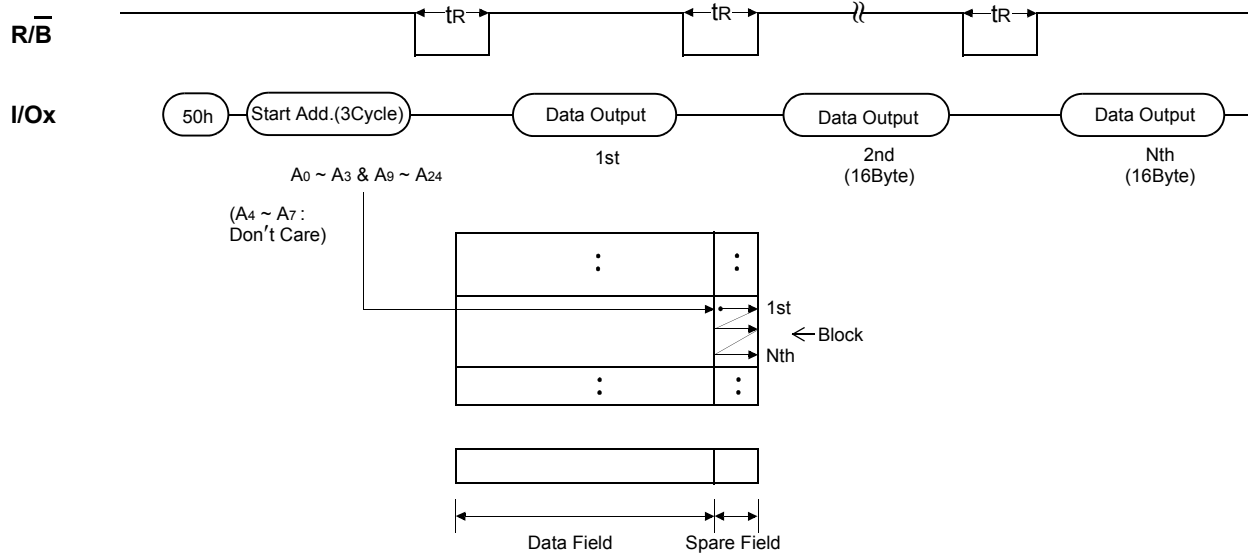 tR tR tR
R/B
I/Ox
50h Start Add.(3Cycle) Data Output Data Output Data Output
1st 2nd Nth
(16Byte) (16Byte)
A0 ~ A3 & A9 ~ A24
(A4 ~ A7 :
Don't Care)
1st
Block
Nth
Data Field Spare Field